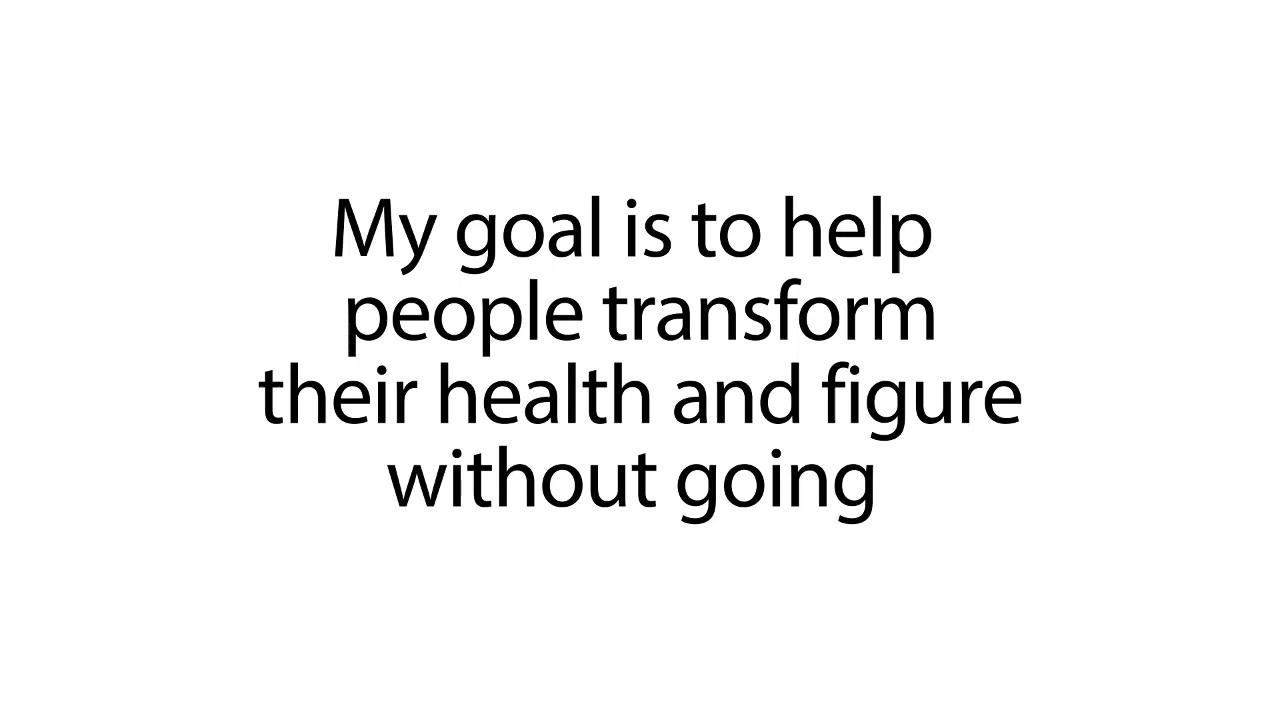 My goal is to help
people transform
their health and figure
without going